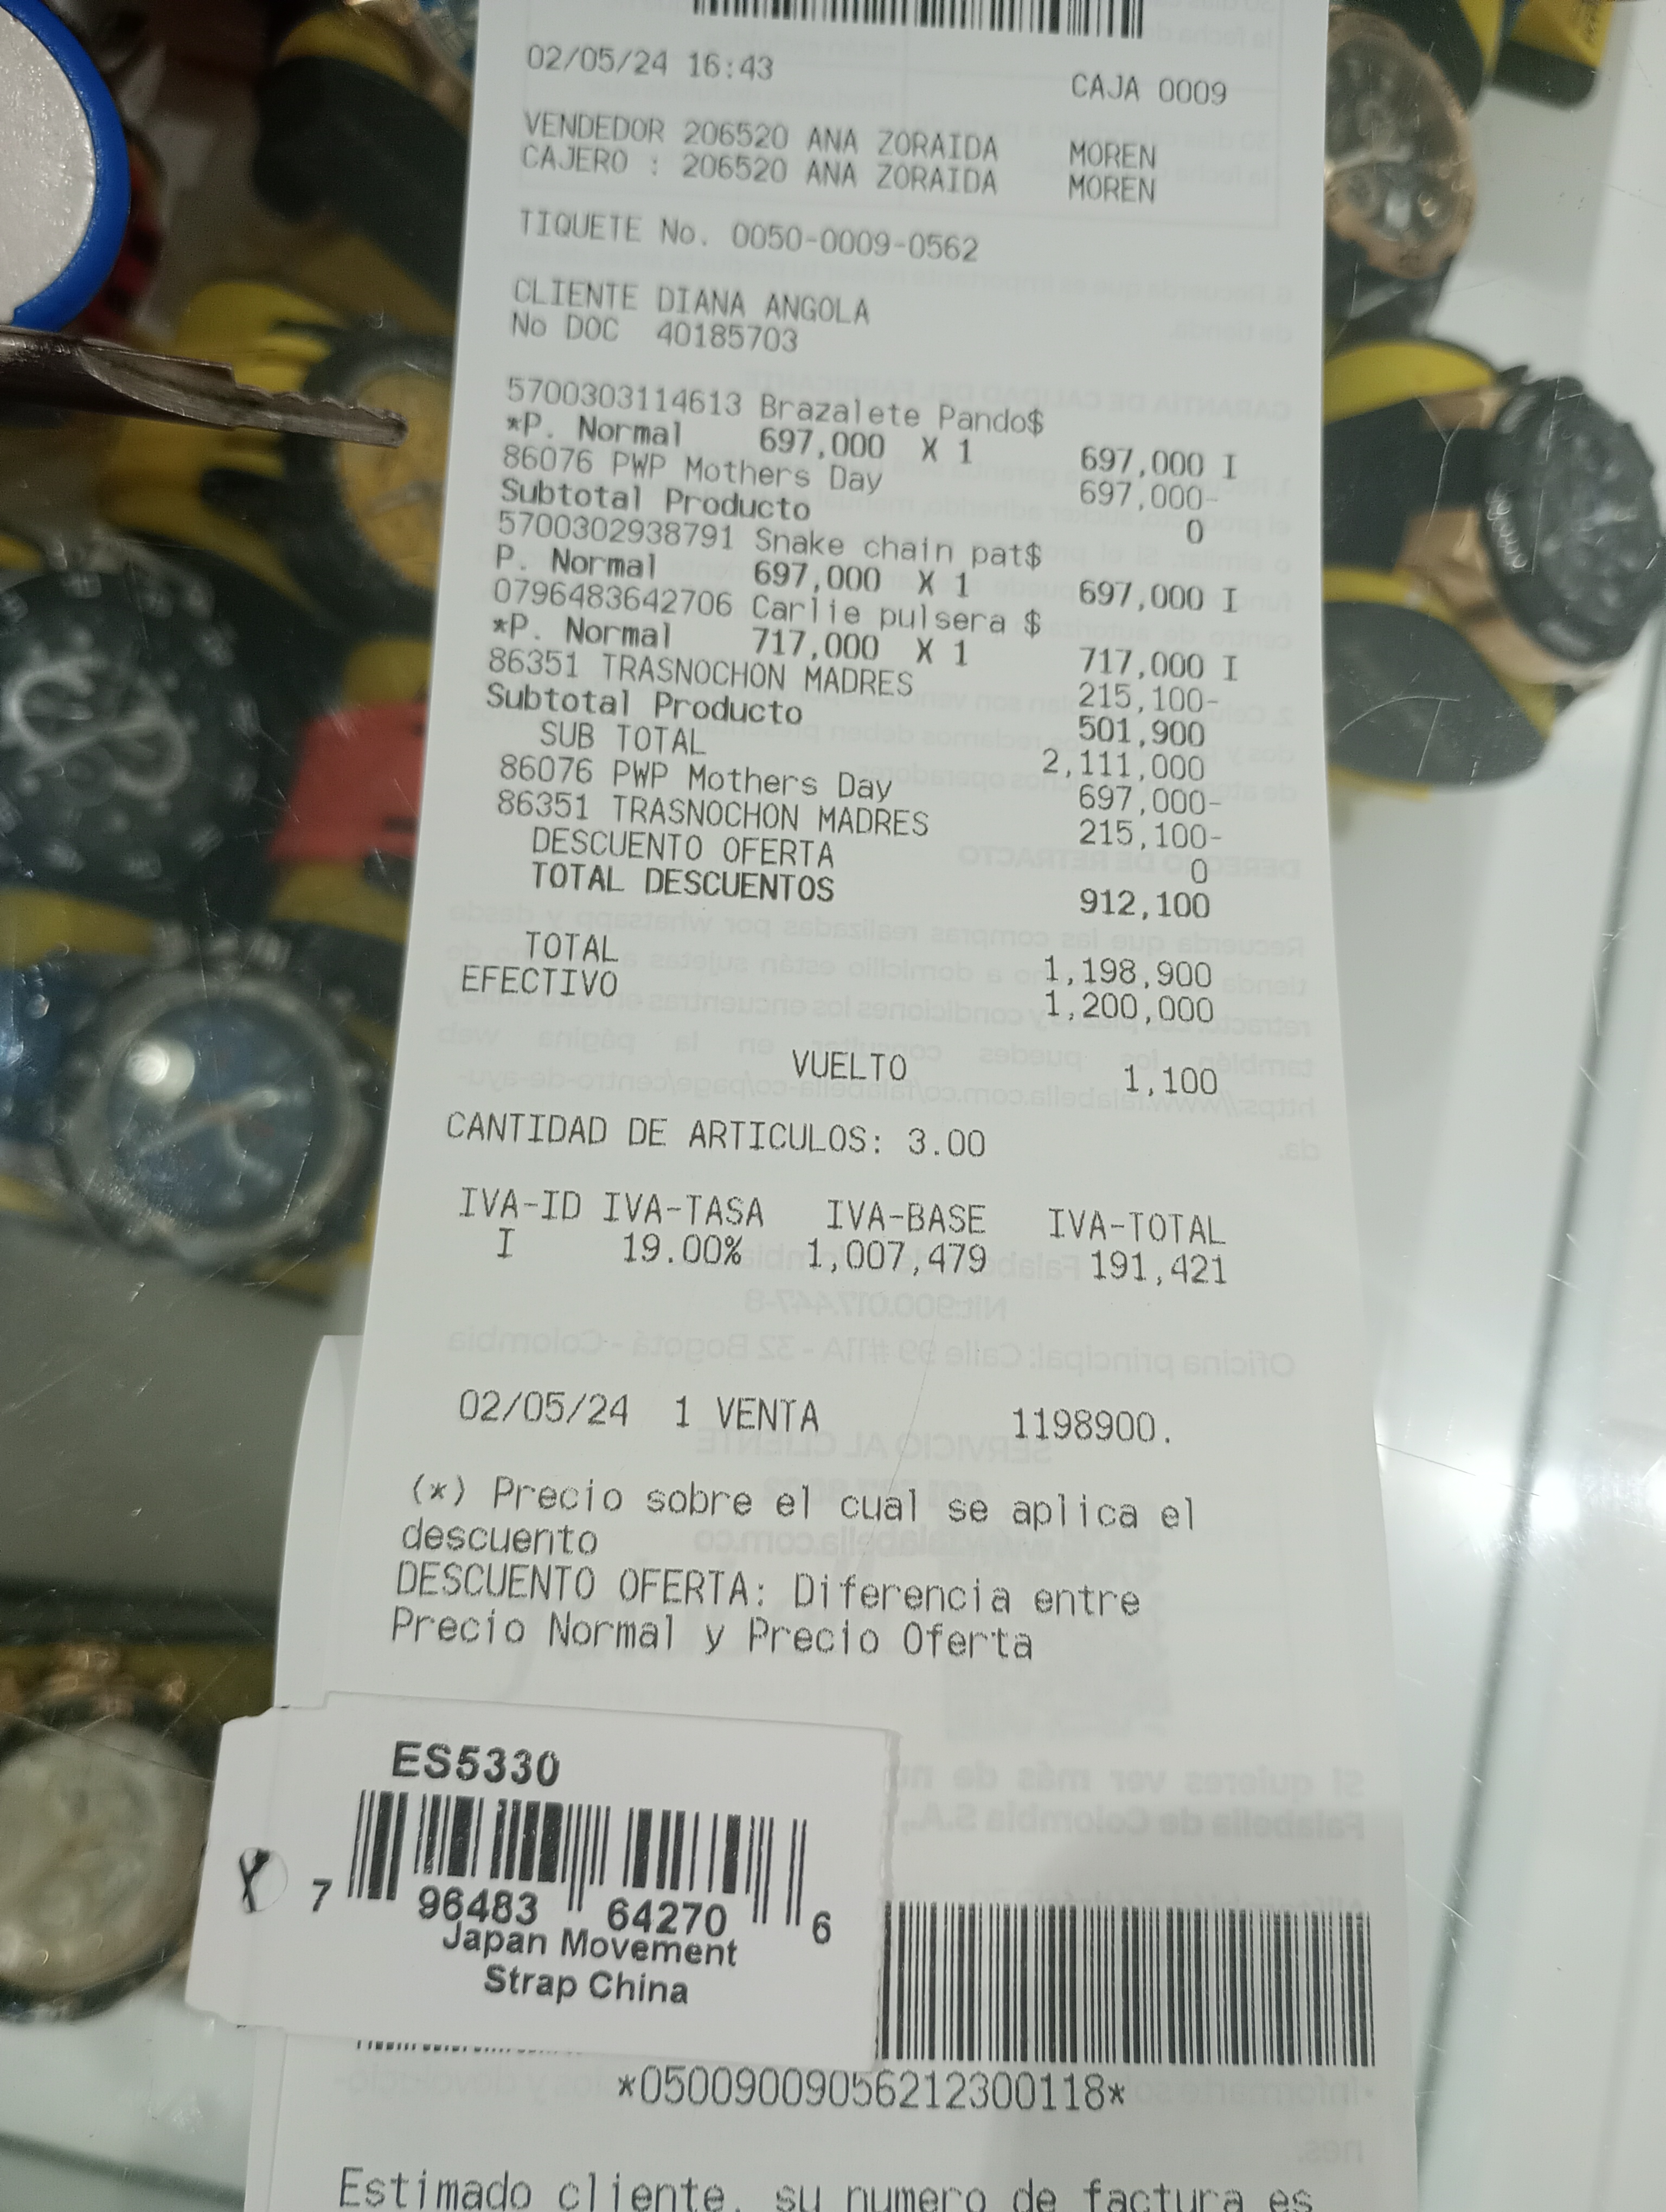 02/05/24 16:43 CAJA 0009
VENDEDOR 206520 ANA ZORAIDA MOREN
CAJERO : 206520 ANA ZORAIDA MOREN
TIQUETE No. 0050-0009-0562
CLIENTE DIANA ANGOLA
No DOC 40185703
5700303114613 Brazalete Pando$
*P. Normal 697,000 X 1 697,000 I
86076 PWP Mothers Day 697,000-
Subtotal Producto 0
5700302938791 Snake chain pat$
P. Normal 697,000 X 1 697,000 I
0796483642706 Carlie pulsera $
*P. Normal 717,000 X 1 717,000 I
86351 TRASNOCHON MADRES 215,100-
Subtotal Producto 501,900
SUB TOTAL 2,111,000
86076 PWP Mothers Day 697,000-
86351 TRASNOCHON MADRES 215,100-
DESCUENTO OFERTA 0
TOTAL DESCUENTOS 912,100
TOTAL 1,198,900
EFECTIVO 1,200,000
VUELTO 1,100
CANTIDAD DE ARTICULOS: 3.00
IVA-ID IVA-TASA IVA-BASE IVA-TOTAL
I 19.00% 1,007,479 191,421
02/05/24 1 VENTA 1198900.
(*) Precio sobre el cual se aplica el
descuento
DESCUENTO OFERTA: Diferencia entre
Precio Normal y Precio Oferta
ES5330
7 96483 64270 6
Japan Movement
Strap China
*05009009056212300118*
Estimado cliente, su numero de factura es